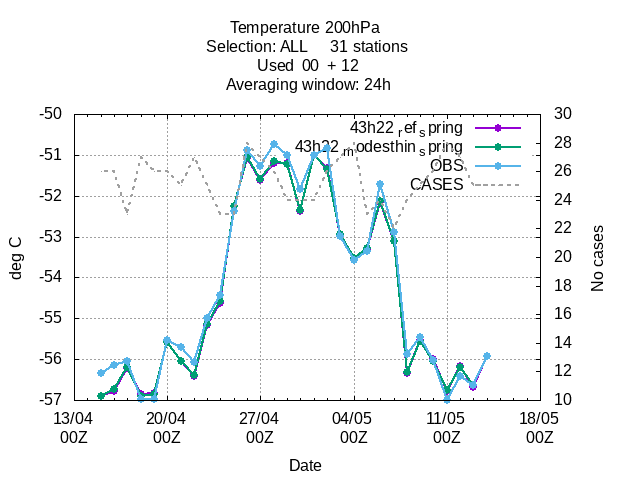 Temperature 200hPa
Selection: ALL 31 stations
Used 00 + 12
Averaging window: 24h
-50
-51
-52
-53
-54
-55
-56
-57
deg C
30
28
26
24
22
20
18
16
14
12
10
No cases
43h22 ref spring
43h22 modesthin spring
OBS
CASES
13/04 20/04 27/04 04/05 11/05 18/05
00Z 00Z 00Z 00Z 00Z 00Z
Date